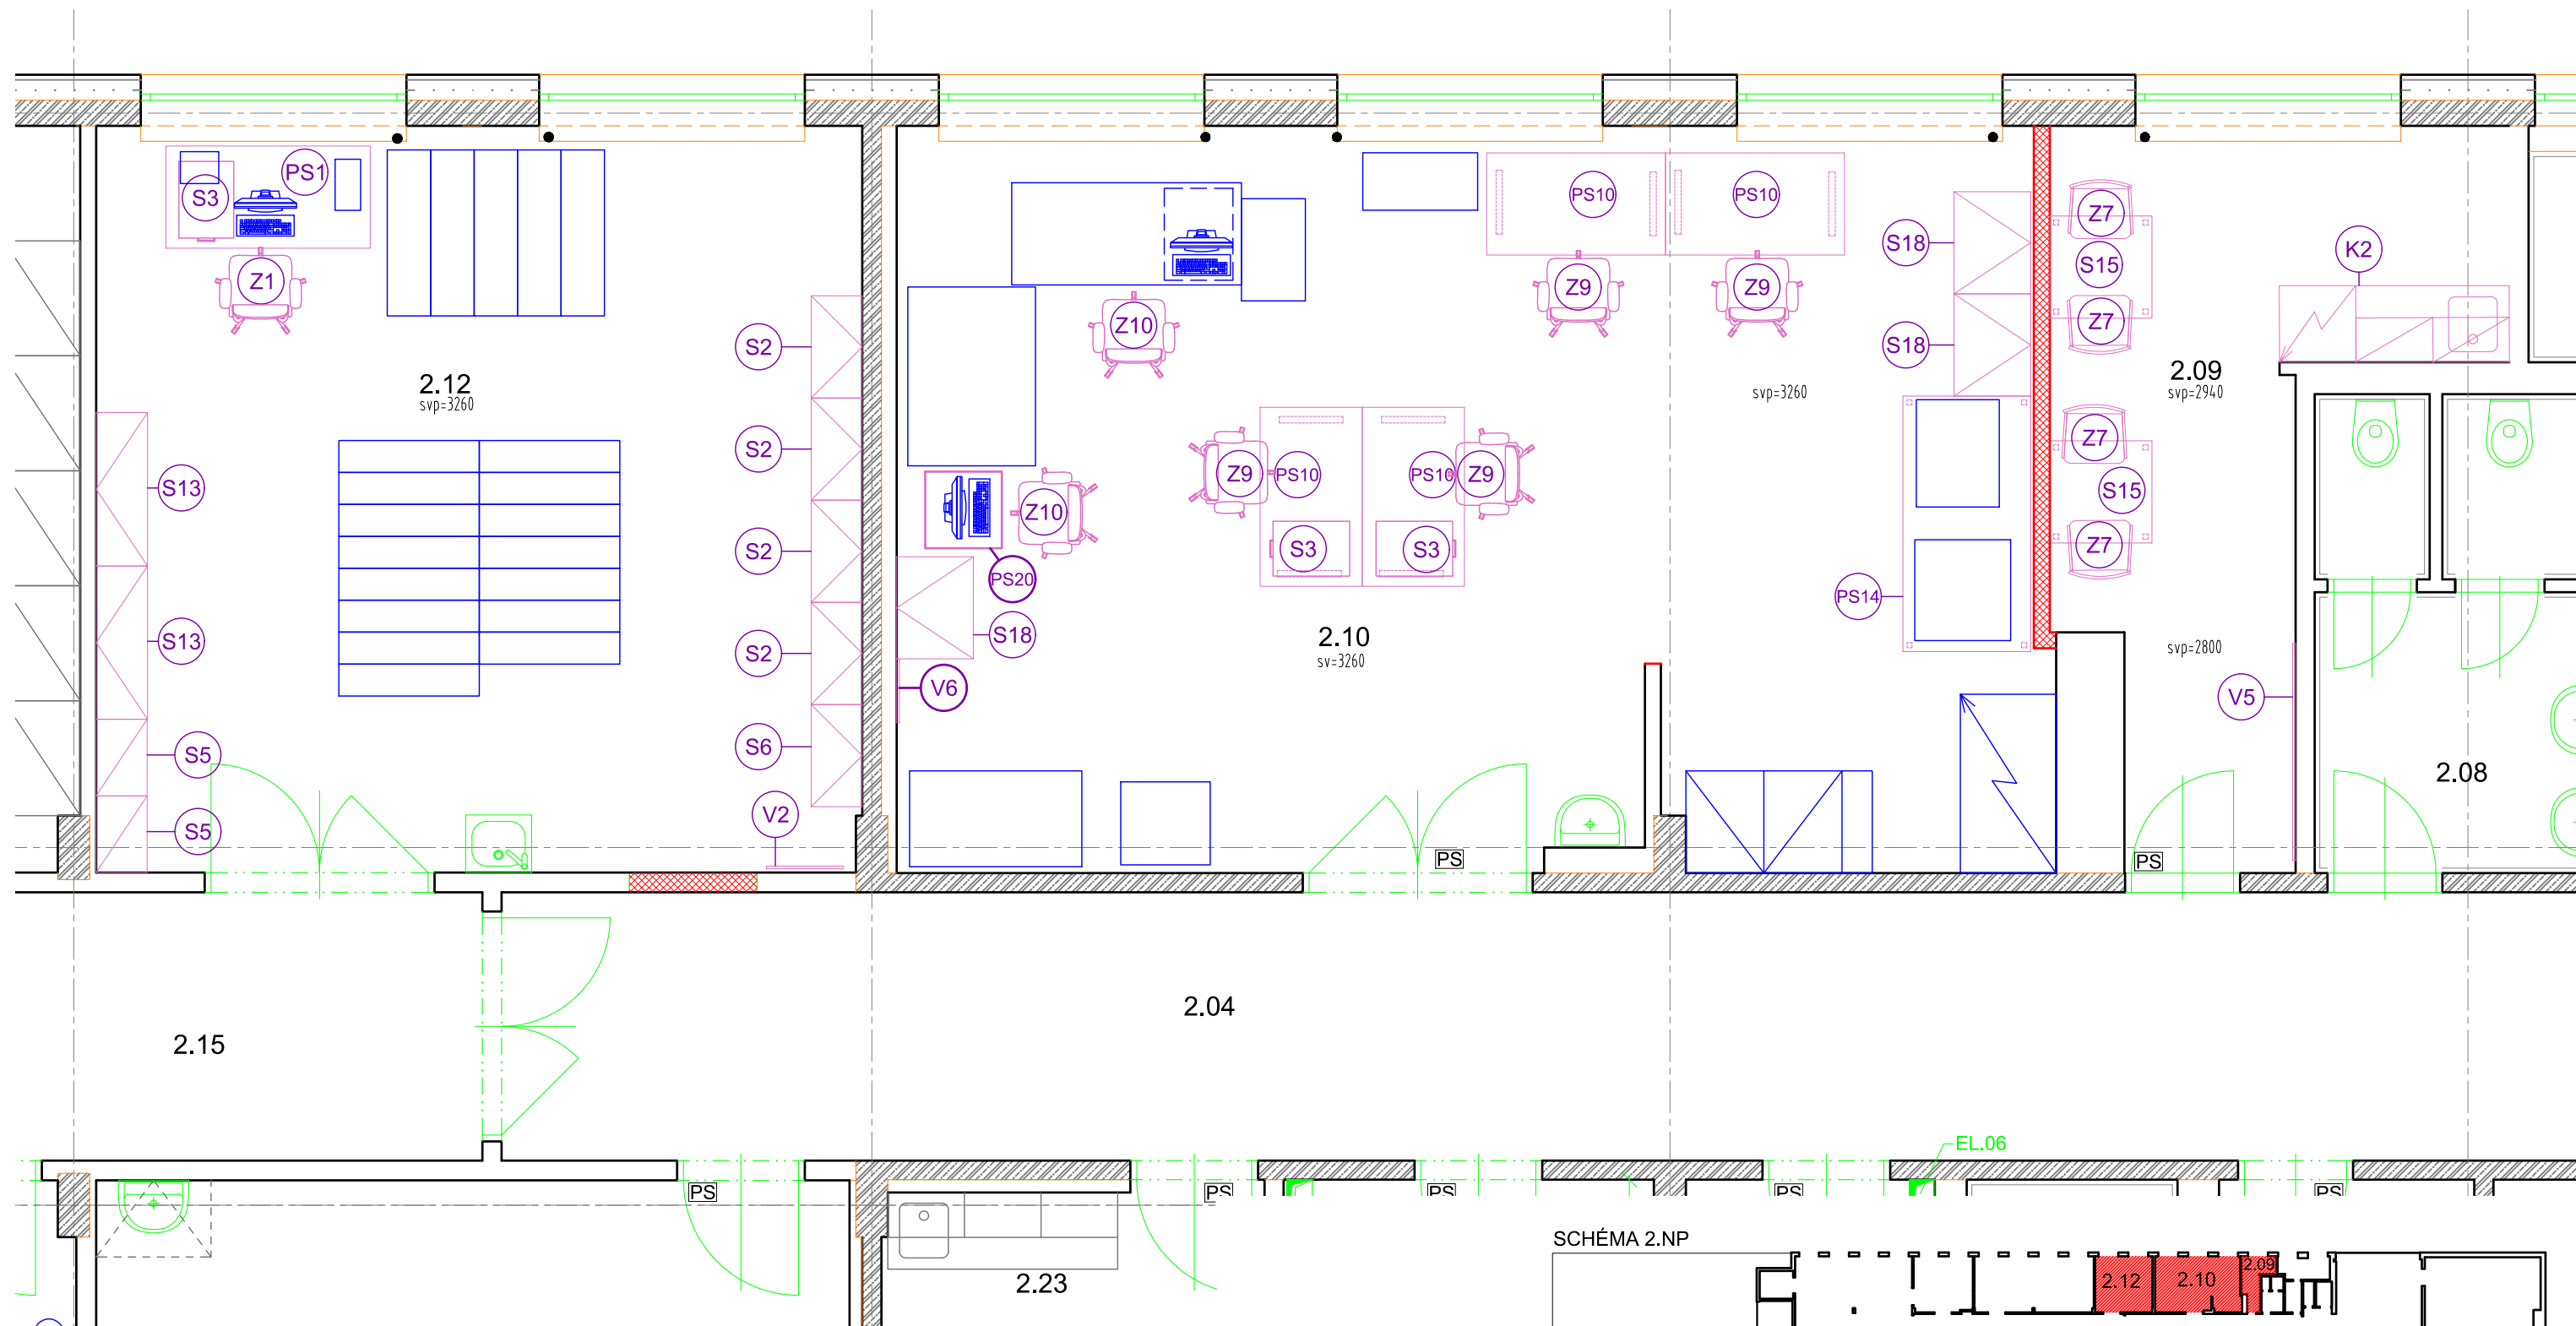 S3
PS1
Z1
2.12
svp=3260
S13
S13
S5
S5
S2
S2
S2
S2
S6
V2
PS10
PS10
Z9
Z9
Z10
Z10
PS20
S18
V6
Z9
PS10
PS10
Z9
S3
S3
2.10
sv=3260
svp=3260
S18
S18
PS14
PS
Z7
S15
Z7
2.09
svp=2940
K2
Z7
S15
Z7
svp=2800
V5
PS
2.08
2.15
2.04
EL.06
PS
PS
PS
PS
PS
2.23
SCHÉMA 2.NP
2.12
2.10
2.09